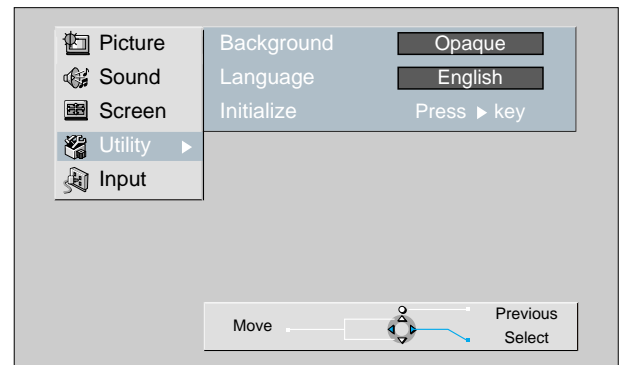 Picture
Sound
Screen
Utility
Input
Background Opaque
Language English
Initialize Press ▶ key
Move
Previous
Select